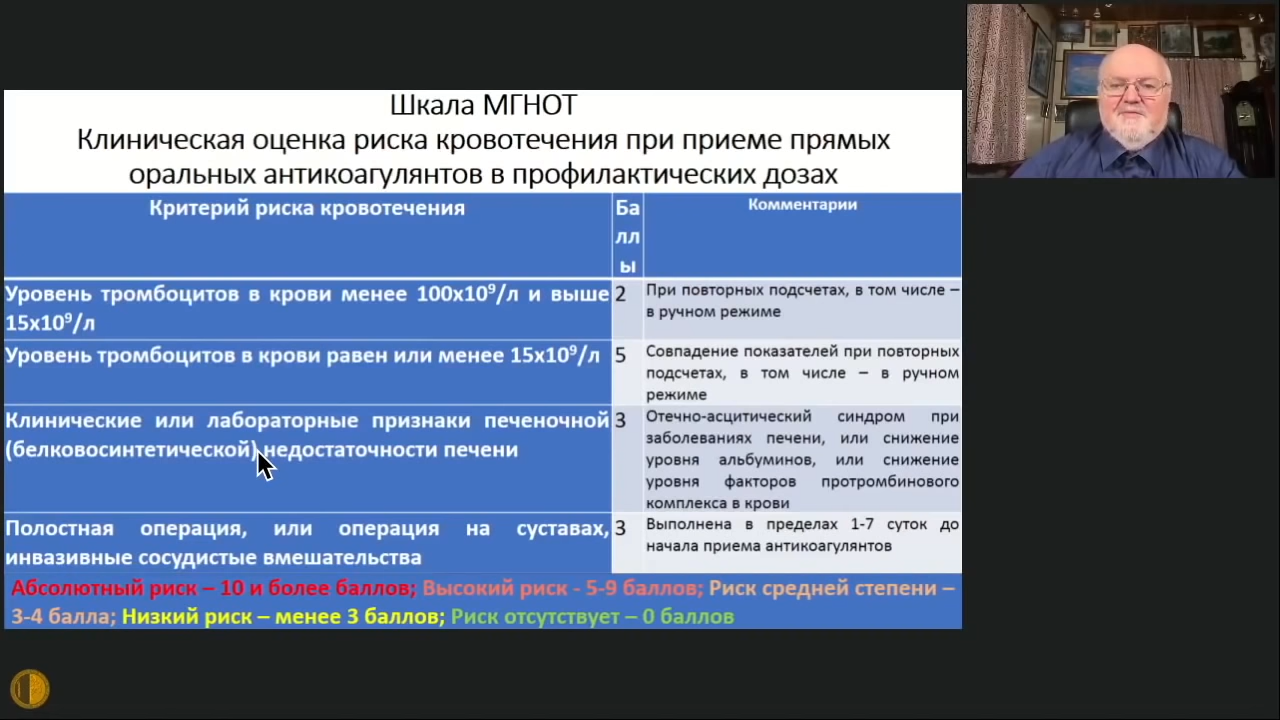 Шкала МГНОТ
Клиническая оценка риска кровотечения при приеме прямых
оральных антикоагулянтов в профилактических дозах
Критерий риска кровотечения
Ба
лл
ы
Комментарии
Уровень тромбоцитов в крови менее 100х10⁹/л и выше
15х10⁹/л
2
При повторных подсчетах, в том числе –
в ручном режиме
Уровень тромбоцитов в крови равен или менее 15х10⁹/л
5
Совпадение показателей при повторных
подсчетах, в том числе – в ручном
режиме
Клинические или лабораторные признаки печеночной
(белковосинтетической) недостаточности печени
3
Отечно-асцитический синдром при
заболеваниях печени, или снижение
уровня альбуминов, или снижение
уровня факторов протромбинового
комплекса в крови
Полостная операция, или операция на суставах,
инвазивные сосудистые вмешательства
3
Выполнена в пределах 1-7 суток до
начала приема антикоагулянтов
Абсолютный риск – 10 и более баллов; Высокий риск - 5-9 баллов; Риск средней степени –
3-4 балла; Низкий риск – менее 3 баллов; Риск отсутствует – 0 баллов